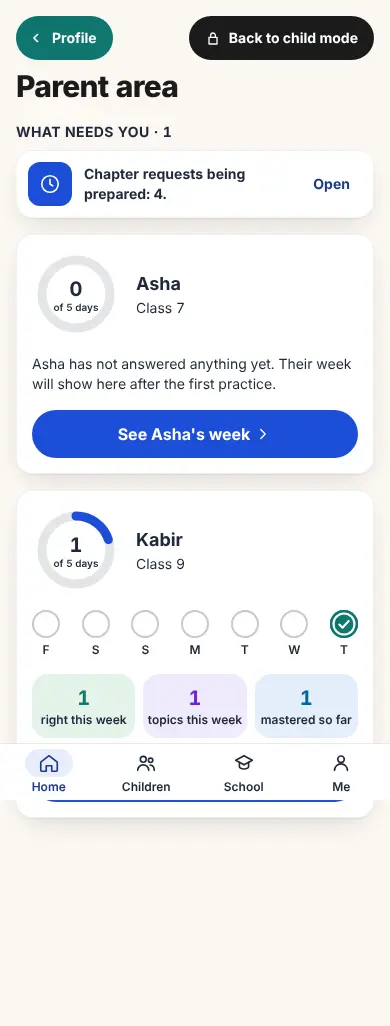 Profile
Back to child mode
Parent area
WHAT NEEDS YOU · 1
Chapter requests being
prepared: 4.
Open
0
of 5 days
Asha
Class 7
Asha has not answered anything yet. Their week
will show here after the first practice.
See Asha's week
1
of 5 days
Kabir
Class 9
F S S M T W T
1 1 1
right this week topics this week mastered so far
Home Children School Me